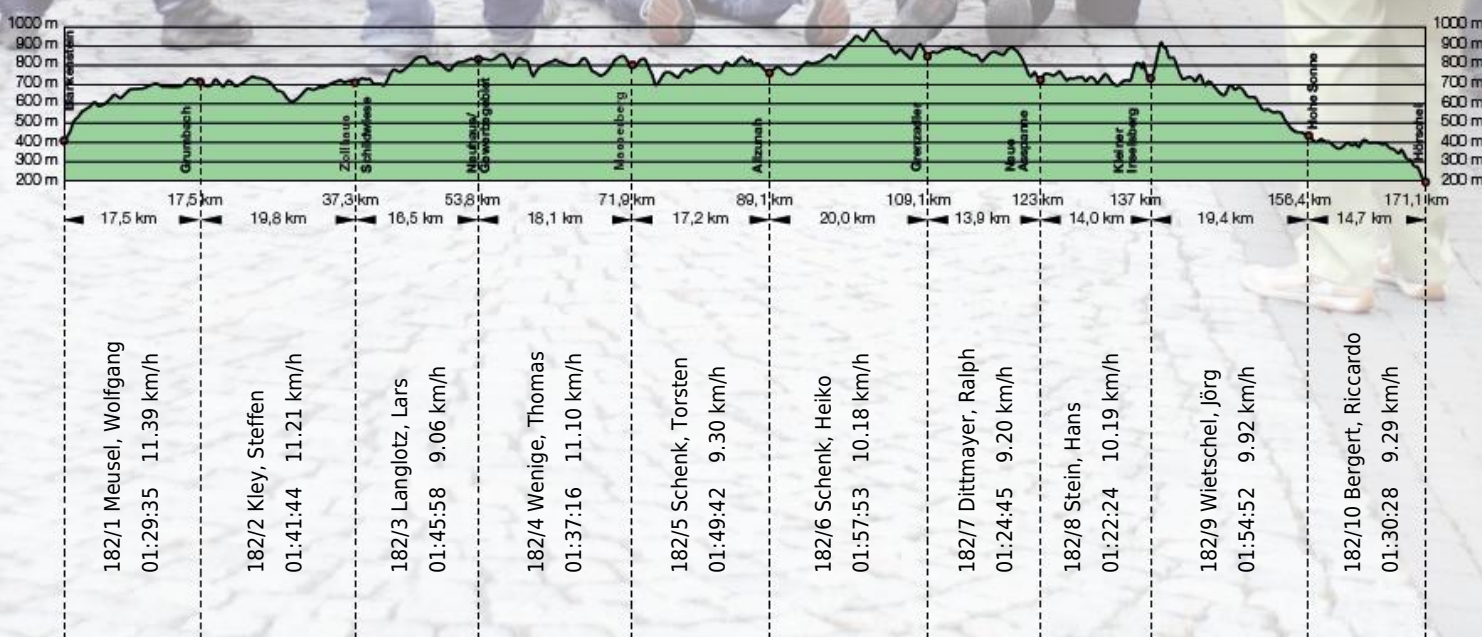 1000 m
900 m
800 m
700 m
600 m
500 m
400 m
300 m
200 m
1000 m
900 m
800 m
700 m
600 m
500 m
400 m
300 m
200 m
Blankenstein
Grumbach
Zollhaus
Schildwiese
Neuhaus/
Masserberg
Allzunah
Grenzadler
Neue
Ausspanne
Kleiner
Inselsberg
Hohe Sonne
Hörschel
17,5 km
37,3 km
53,8 km
71,9 km
89,1 km
109,1 km
123 km
137 km
156,4 km
171,1 km
17,5 km
19,8 km
16,5 km
18,1 km
17,2 km
20,0 km
13,9 km
14,0 km
19,4 km
14,7 km
182/1 Meusel, Wolfgang
01:29:35 11.39 km/h
182/2 Kley, Steffen
01:41:44 11.21 km/h
182/3 Langlotz, Lars
01:45:58 9.06 km/h
182/4 Wenige, Thomas
01:37:16 11.10 km/h
182/5 Schenk, Torsten
01:49:42 9.30 km/h
182/6 Schenk, Heiko
01:57:53 10.18 km/h
182/7 Dittmayer, Ralph
01:24:45 9.20 km/h
182/8 Stein, Hans
01:22:24 10.19 km/h
182/9 Wietschel, Jörg
01:54:52 9.92 km/h
182/10 Bergert, Riccardo
01:30:28 9.29 km/h